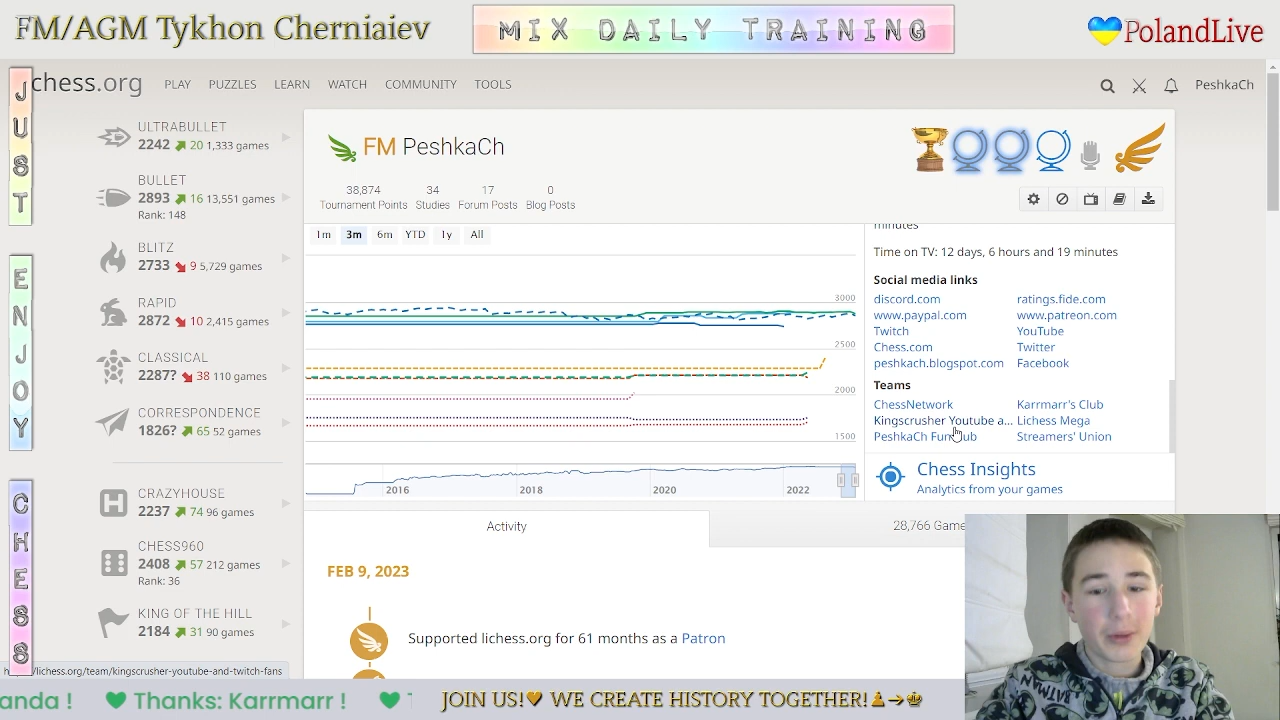 FM/AGM Tykhon Cherniaiev
MIX DAILY TRAINING
PolandLive
JUST
ENJOY
CHESS
chess.org
PLAY PUZZLES LEARN WATCH COMMUNITY TOOLS
PeshkaCh
ULTRABULLET
2242 20 1,333 games
BULLET
2893 16 13,551 games
Rank: 148
BLITZ
2733 9 5,729 games
RAPID
2872 10 2,415 games
CLASSICAL
2287? 38 110 games
CORRESPONDENCE
1826? 65 52 games
CRAZYHOUSE
2237 74 96 games
CHESS960
2408 57 212 games
Rank: 36
KING OF THE HILL
2184 31 90 games
FM PeshkaCh
38,874 34 17 0
Tournament Points Studies Forum Posts Blog Posts
1m 3m 6m YTD 1y All
3000
2500
2000
1500
2016 2018 2020 2022
minutes
Time on TV: 12 days, 6 hours and 19 minutes
Social media links
discord.com ratings.fide.com
www.paypal.com www.patreon.com
Twitch YouTube
Chess.com Twitter
peshkach.blogspot.com Facebook
Teams
ChessNetwork Karrmarr's Club
Kingscrusher Youtube a... Lichess Mega
PeshkaCh Fun Club Streamers' Union
Chess Insights
Analytics from your games
Activity 28,766 Game
FEB 9, 2023
Supported lichess.org for 61 months as a Patron
/lichess.org/team/kingscrusher-youtube-and-twitch-fans
anda ! Thanks: Karrmarr !
JOIN US!🧡 WE CREATE HISTORY TOGETHER!♟→♚
BATMAN